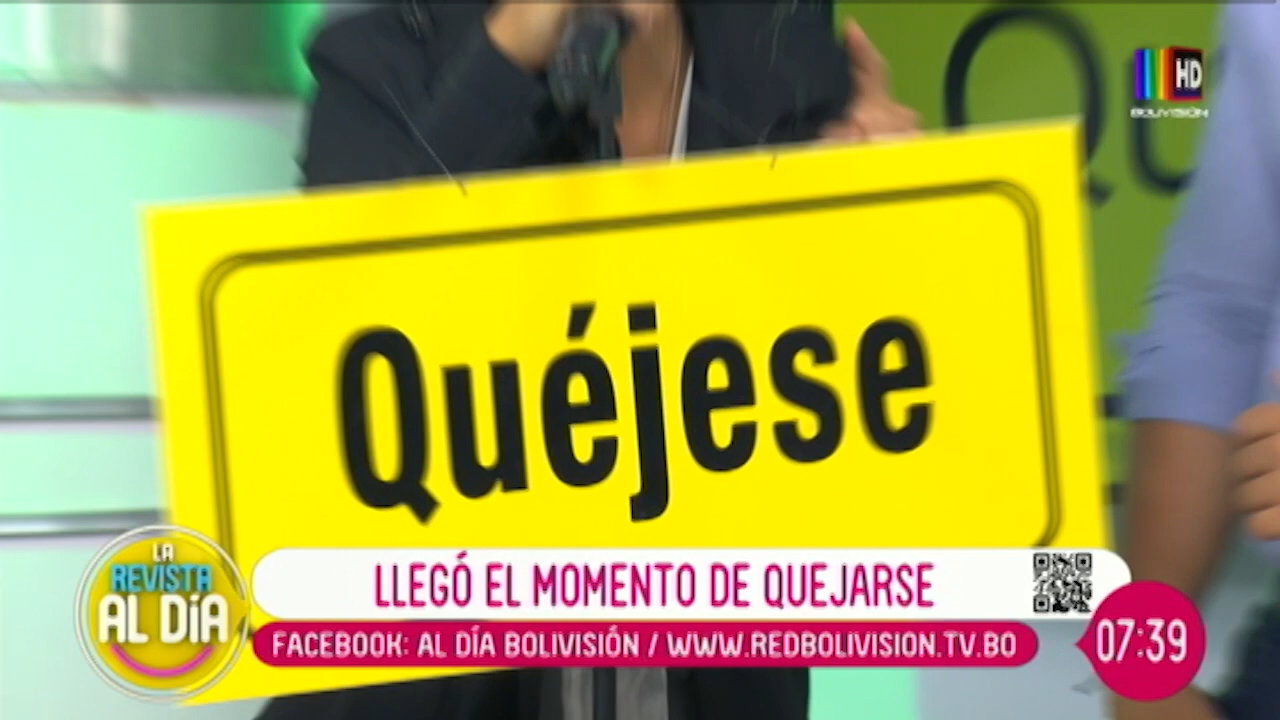 Qu
HD
BOLIVISIÓN
Quéjese
LA
REVISTA
AL DÍA
LLEGÓ EL MOMENTO DE QUEJARSE
FACEBOOK: AL DÍA BOLIVISIÓN / WWW.REDBOLIVISION.TV.BO
07:39